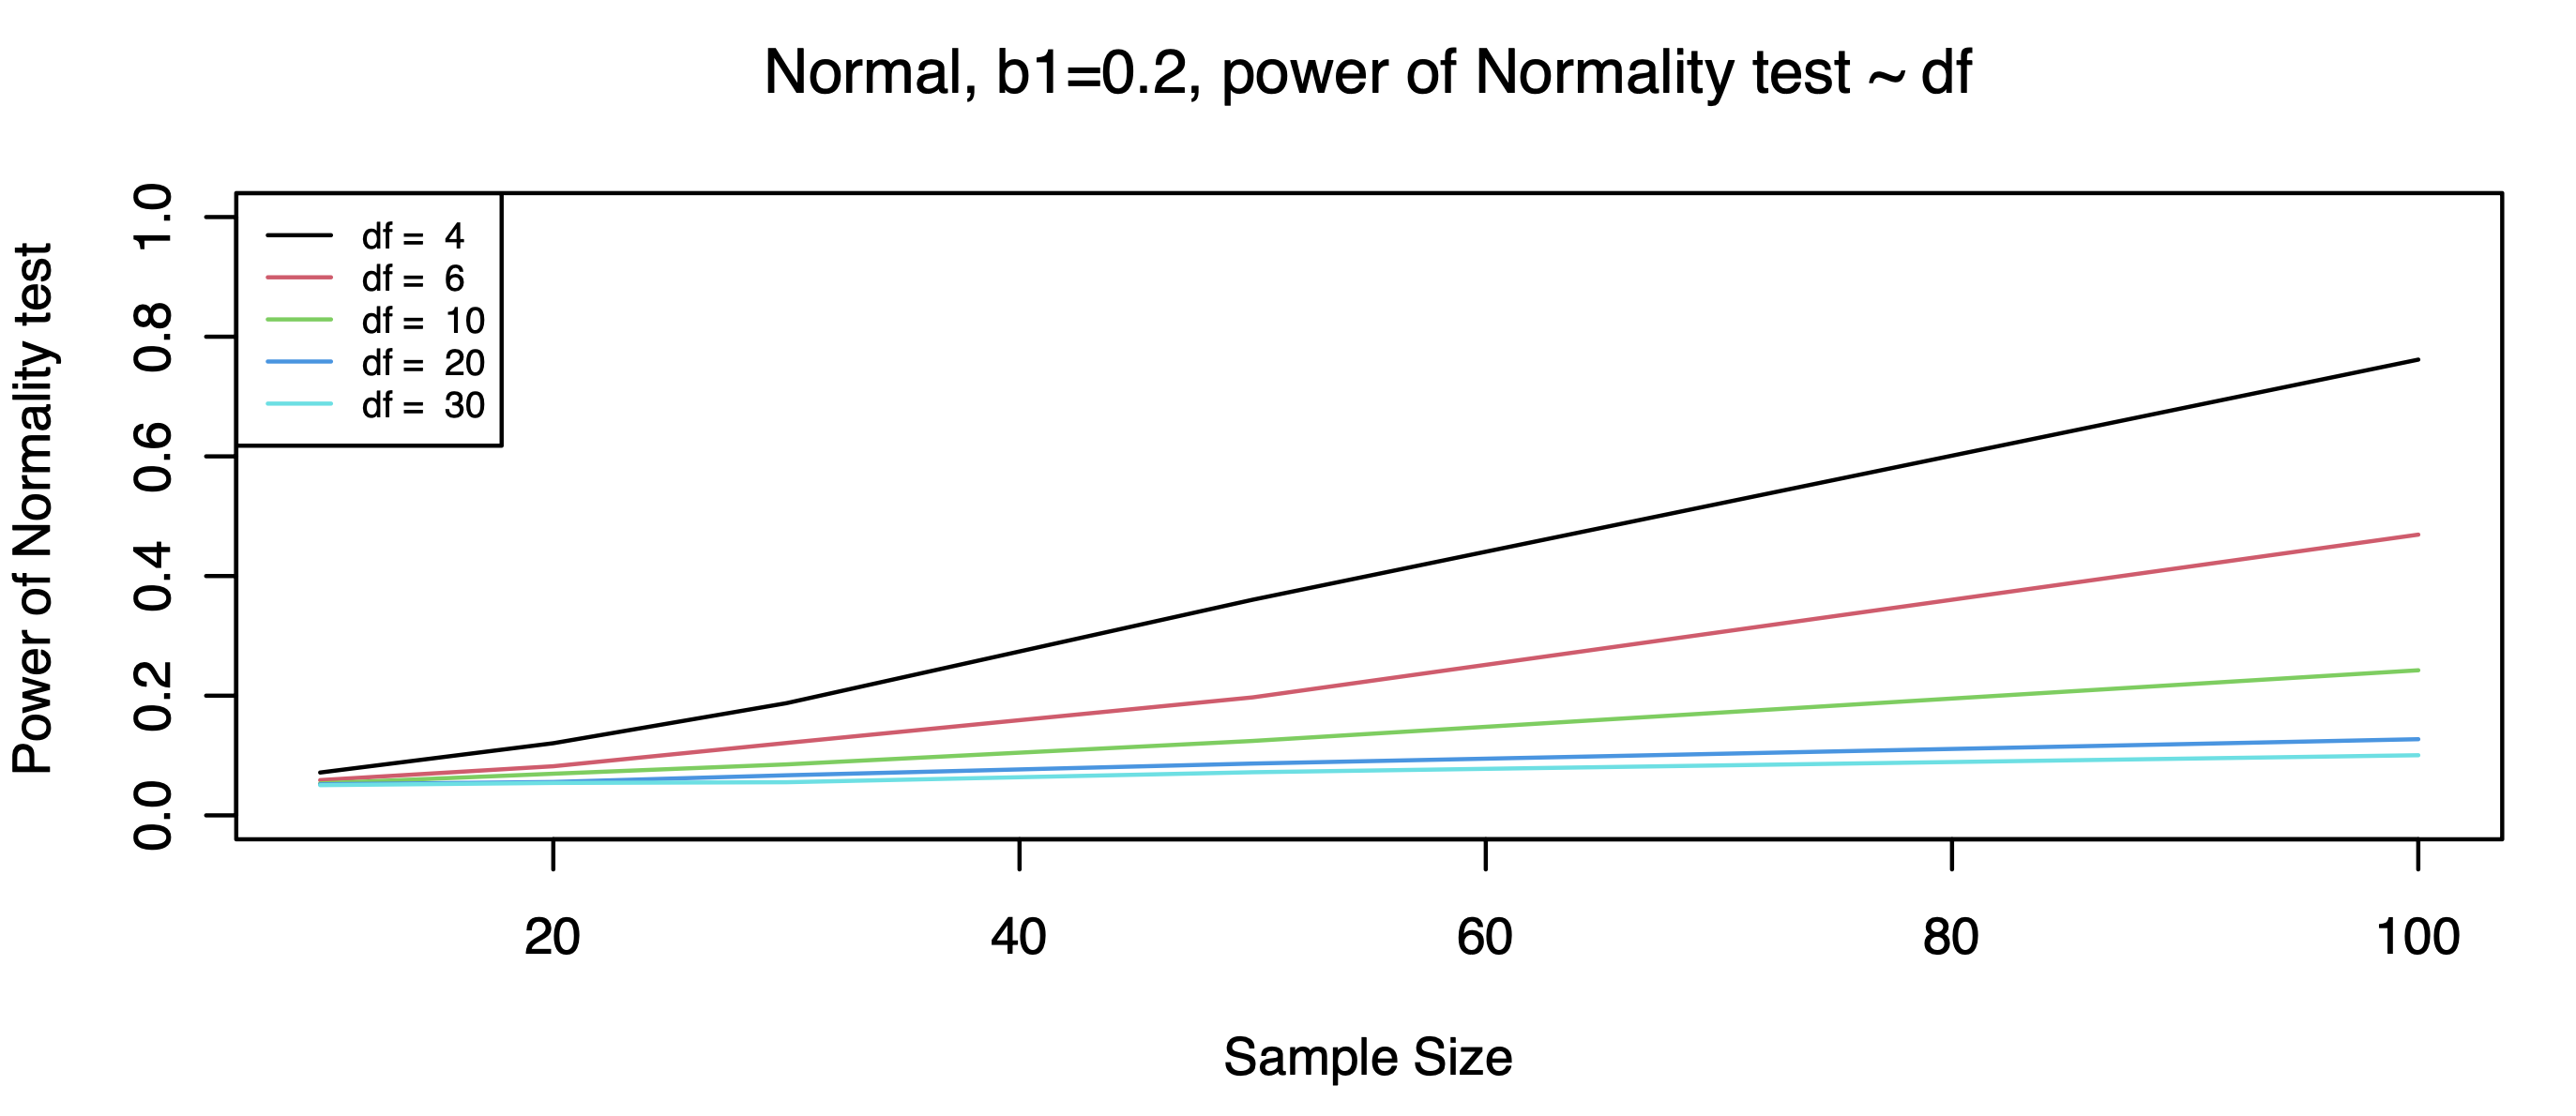 Normal, b1=0.2, power of Normality test ~ df
Power of Normality test
1.0
0.8
0.6
0.4
0.2
0.0
df = 4
df = 6
df = 10
df = 20
df = 30
20 40 60 80 100
Sample Size